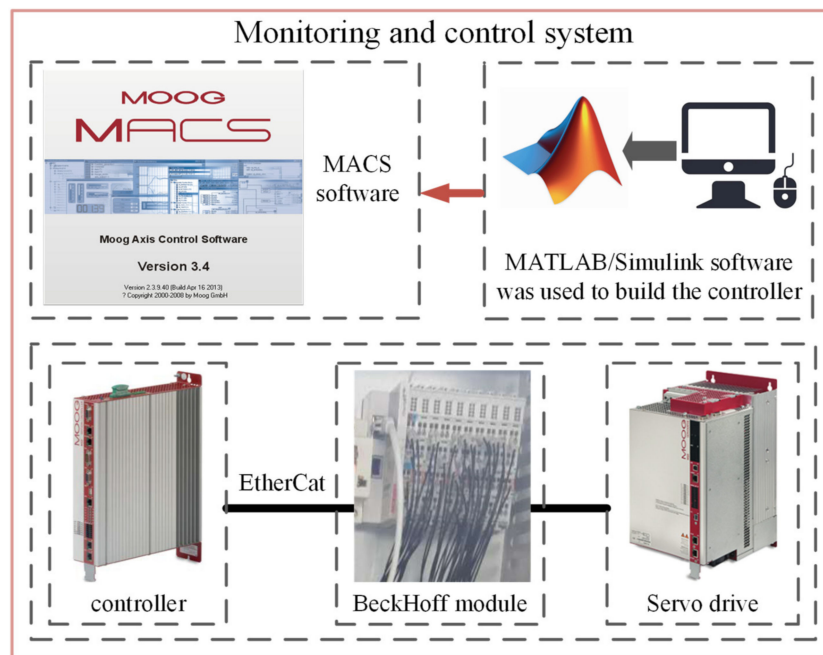 Monitoring and control system
MOOG
MACS
Moog Axis Control Software
Version 3.4
Version 2.3.9.40 (Build Apr 16 2013)
? Copyright 2000-2008 by Moog GmbH
MACS
software
MATLAB/Simulink software
was used to build the controller
MOOG
EtherCat
MOOG
controller
BeckHoff module
Servo drive